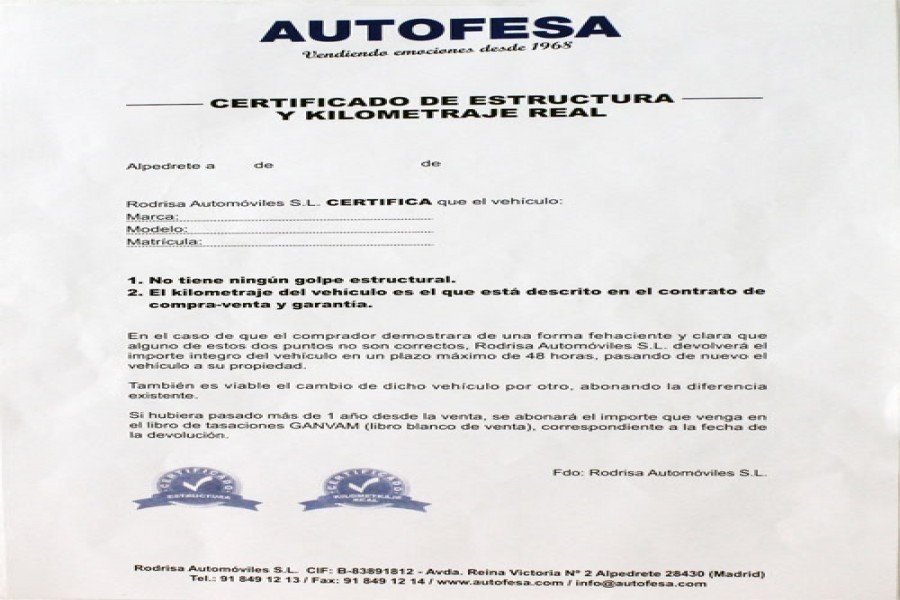 AUTOFESA
Vendiendo emociones desde 1968
CERTIFICADO DE ESTRUCTURA
Y KILOMETRAJE REAL
Alpedrete a de de
Rodrisa Automóviles S.L. CERTIFICA que el vehículo:
Marca:
Modelo:
Matrícula:
1. No tiene ningún golpe estructural.
2. El kilometraje del vehículo es el que está descrito en el contrato de
compra-venta y garantía.
En el caso de que el comprador demostrara de una forma fehaciente y clara que
alguno de estos dos puntos no son correctos, Rodrisa Automóviles S.L. devolverá el
importe integro del vehículo en un plazo máximo de 48 horas, pasando de nuevo el
vehículo a su propiedad.
También es viable el cambio de dicho vehículo por otro, abonando la diferencia
existente.
Si hubiera pasado más de 1 año desde la venta, se abonará el importe que venga en
el libro de tasaciones GANVAM (libro blanco de venta), correspondiente a la fecha de
la devolución.
CERTIFICADO
ESTRUCTURA
CERTIFICADO
KILOMETRAJE
REAL
Fdo: Rodrisa Automóviles S.L.
Rodrisa Automóviles S.L. CIF: B-83891812 - Avda. Reina Victoria Nº 2 Alpedrete 28430 (Madrid)
Tel.: 91 849 12 13 / Fax: 91 849 12 14 / www.autofesa.com / info@autofesa.com